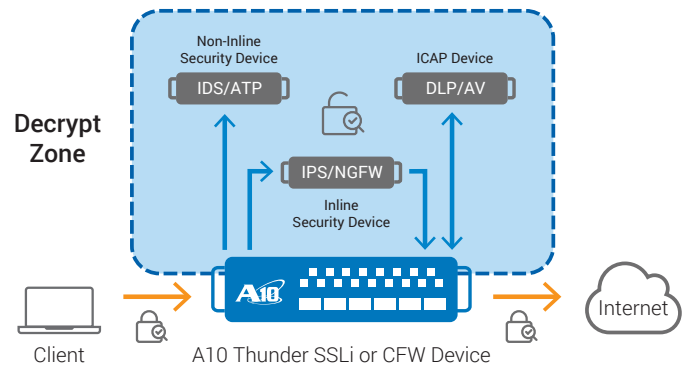 Non-Inline
Security Device
IDS/ATP
ICAP Device
DLP/AV
Decrypt
Zone
IPS/NGFW
Inline
Security Device
A10
Internet
Client
A10 Thunder SSLi or CFW Device